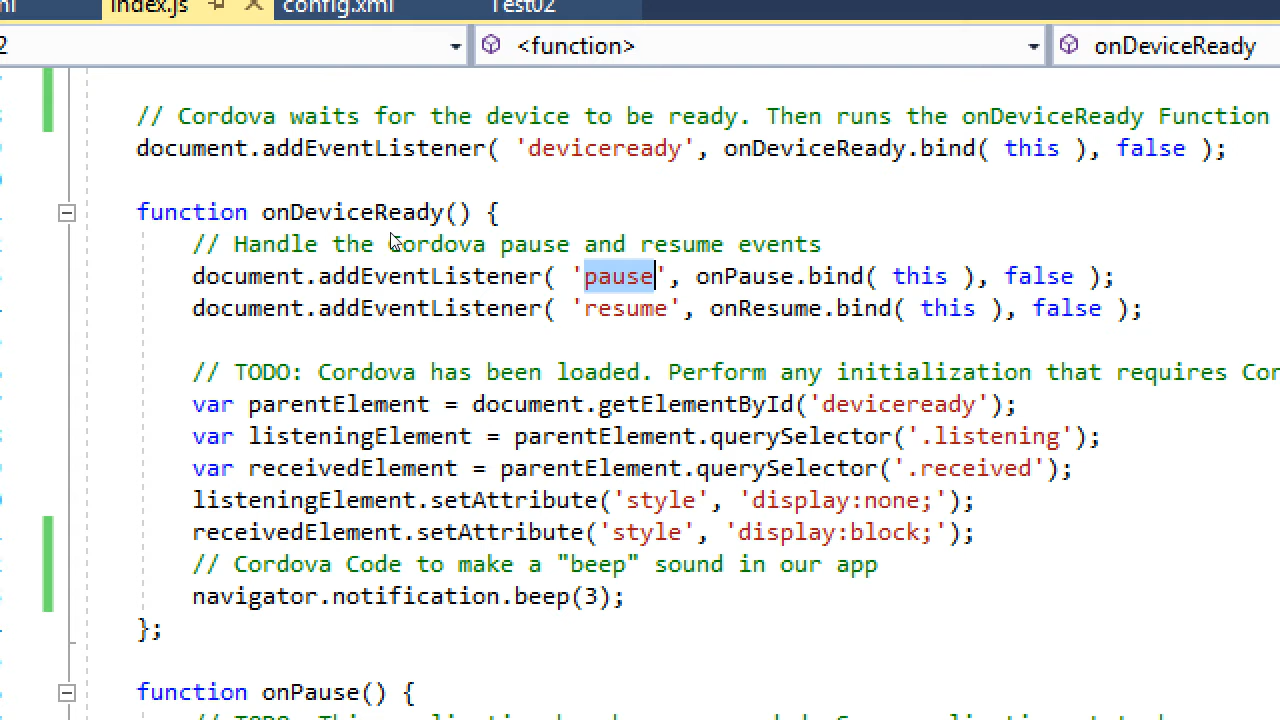 index.js config.xml Test02
2 <function> onDeviceReady
// Cordova waits for the device to be ready. Then runs the onDeviceReady Function
document.addEventListener( 'deviceready', onDeviceReady.bind( this ), false );
function onDeviceReady() {
// Handle the Cordova pause and resume events
document.addEventListener( 'pause', onPause.bind( this ), false );
document.addEventListener( 'resume', onResume.bind( this ), false );
// TODO: Cordova has been loaded. Perform any initialization that requires Cor
var parentElement = document.getElementById('deviceready');
var listeningElement = parentElement.querySelector('.listening');
var receivedElement = parentElement.querySelector('.received');
listeningElement.setAttribute('style', 'display:none;');
receivedElement.setAttribute('style', 'display:block;');
// Cordova Code to make a "beep" sound in our app
navigator.notification.beep(3);
};
function onPause() {